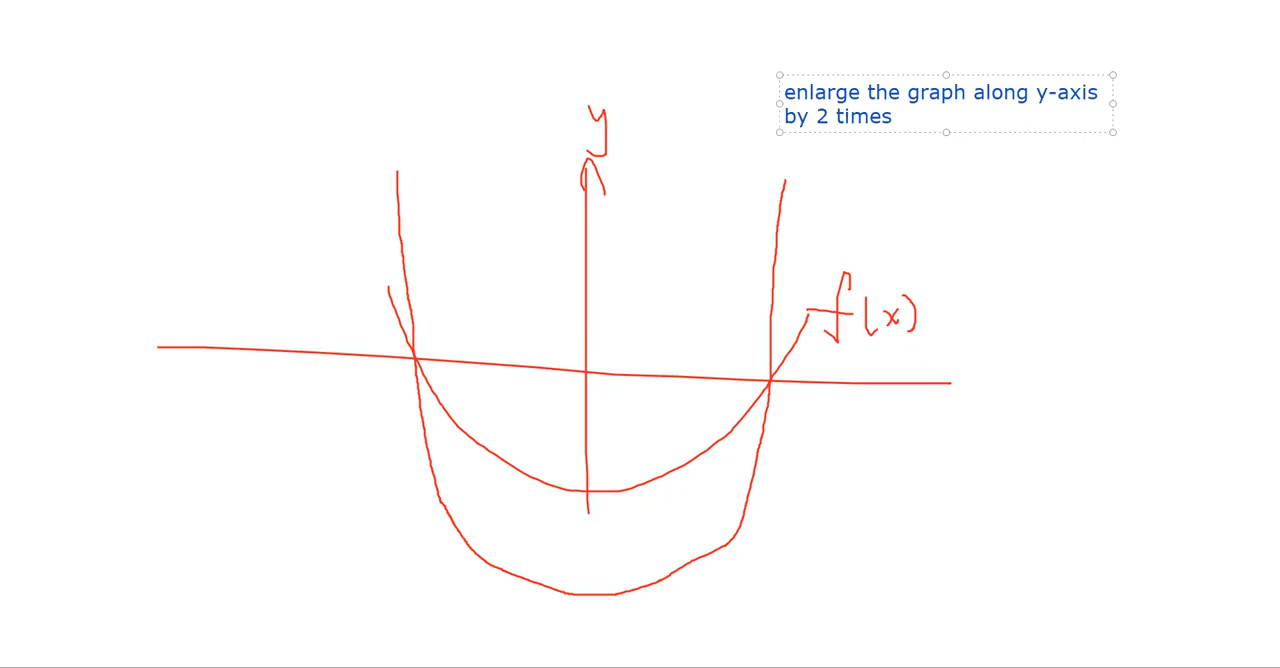 enlarge the graph along y-axis
by 2 times
y
f(x)